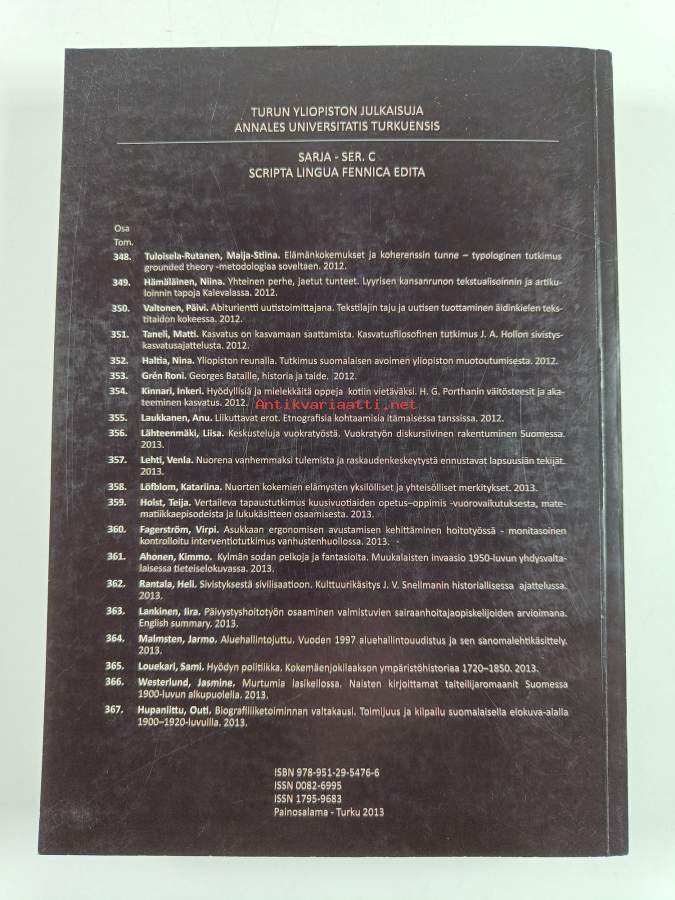 TURUN YLIOPISTON JULKAISUJA
ANNALES UNIVERSITATIS TURKUENSIS
SARJA - SER. C
SCRIPTA LINGUA FENNICA EDITA
Osa
Tom.
348. Tuloisela-Rutanen, Maija-Stiina. Elämänkokemukset ja koherenssin tunne – typologinen tutkimus
grounded theory -metodologiaa soveltaen. 2012.
349. Hämäläinen, Niina. Yhteinen perhe, jaetut tunteet. Lyyrisen kansanrunon tekstualisoinnin ja artiku-
loinnin tapoja Kalevalassa. 2012.
350. Valtonen, Päivi. Abiturientti uutistoimittajana. Tekstilajin taju ja uutisen tuottaminen äidinkielen teks-
titaidon kokeessa. 2012.
351. Taneli, Matti. Kasvatus on kasvamaan saattamista. Kasvatusfilosofinen tutkimus J. A. Hollon sivistys-
kasvatusajattelusta. 2012.
352. Haltia, Nina. Yliopiston reunalla. Tutkimus suomalaisen avoimen yliopiston muotoutumisesta. 2012.
353. Grén Roni. Georges Bataille, historia ja taide. 2012.
354. Kinnari, Inkeri. Hyödyllisiä ja mielekkäitä oppeja kotiin vietäväksi. H. G. Porthanin väitösteesit ja aka-
teeminen kasvatus. 2012.
Antikvariaatti.net
355. Laukkanen, Anu. Liikuttavat erot. Etnografisia kohtaamisia itämaisessa tanssissa. 2012.
356. Lähteenmäki, Liisa. Keskusteluja vuokratyöstä. Vuokratyön diskursiivinen rakentuminen Suomessa.
2013.
357. Lehti, Venla. Nuorena vanhemmaksi tulemista ja raskaudenkeskeytystä ennustavat lapsuusiän tekijät.
2013.
358. Löfblom, Katariina. Nuorten kokemien elämysten yksilölliset ja yhteisölliset merkitykset. 2013.
359. Holst, Teija. Vertaileva tapaustutkimus kuusivuotiaiden opetus–oppimis -vuorovaikutuksesta, mate-
matiikkaepisodeista ja lukukäsitteen osaamisesta. 2013.
360. Fagerström, Virpi. Asukkaan ergonomisen avustamisen kehittäminen hoitotyössä - monitasoinen
kontrolloitu interventiotutkimus vanhustenhuollossa. 2013.
361. Ahonen, Kimmo. Kylmän sodan pelkoja ja fantasioita. Muukalaisten invaasio 1950-luvun yhdysvalta-
laisessa tieteiselokuvassa. 2013.
362. Rantala, Heli. Sivistyksestä sivilisaatioon. Kulttuurikäsitys J. V. Snellmanin historiallisessa ajattelussa.
2013.
363. Lankinen, Iira. Päivystyshoitotyön osaaminen valmistuvien sairaanhoitajaopiskelijoiden arvioimana.
English summary. 2013.
364. Malmsten, Jarmo. Aluehallintojuttu. Vuoden 1997 aluehallintouudistus ja sen sanomalehtikäsittely.
2013.
365. Louekari, Sami. Hyödyn politiikka. Kokemäenjokilaakson ympäristöhistoriaa 1720–1850. 2013.
366. Westerlund, Jasmine. Murtumia lasikellossa. Naisten kirjoittamat taiteilijaromaanit Suomessa
1900-luvun alkupuolella. 2013.
367. Hupaniittu, Outi. Biografiliiketoiminnan valtakausi. Toimijuus ja kilpailu suomalaisella elokuva-alalla
1900–1920-luvuilla. 2013.
ISBN 978-951-29-5476-6
ISSN 0082-6995
ISSN 1795-9683
Painosalama - Turku 2013